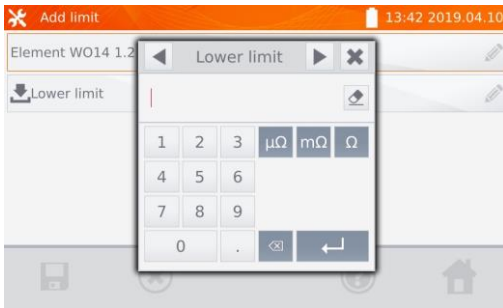 Add limit
13:42 2019.04.10
Element WO14 1.2
Lower limit
Lower limit
1 2 3 µΩ mΩ Ω
4 5 6
7 8 9
0 .